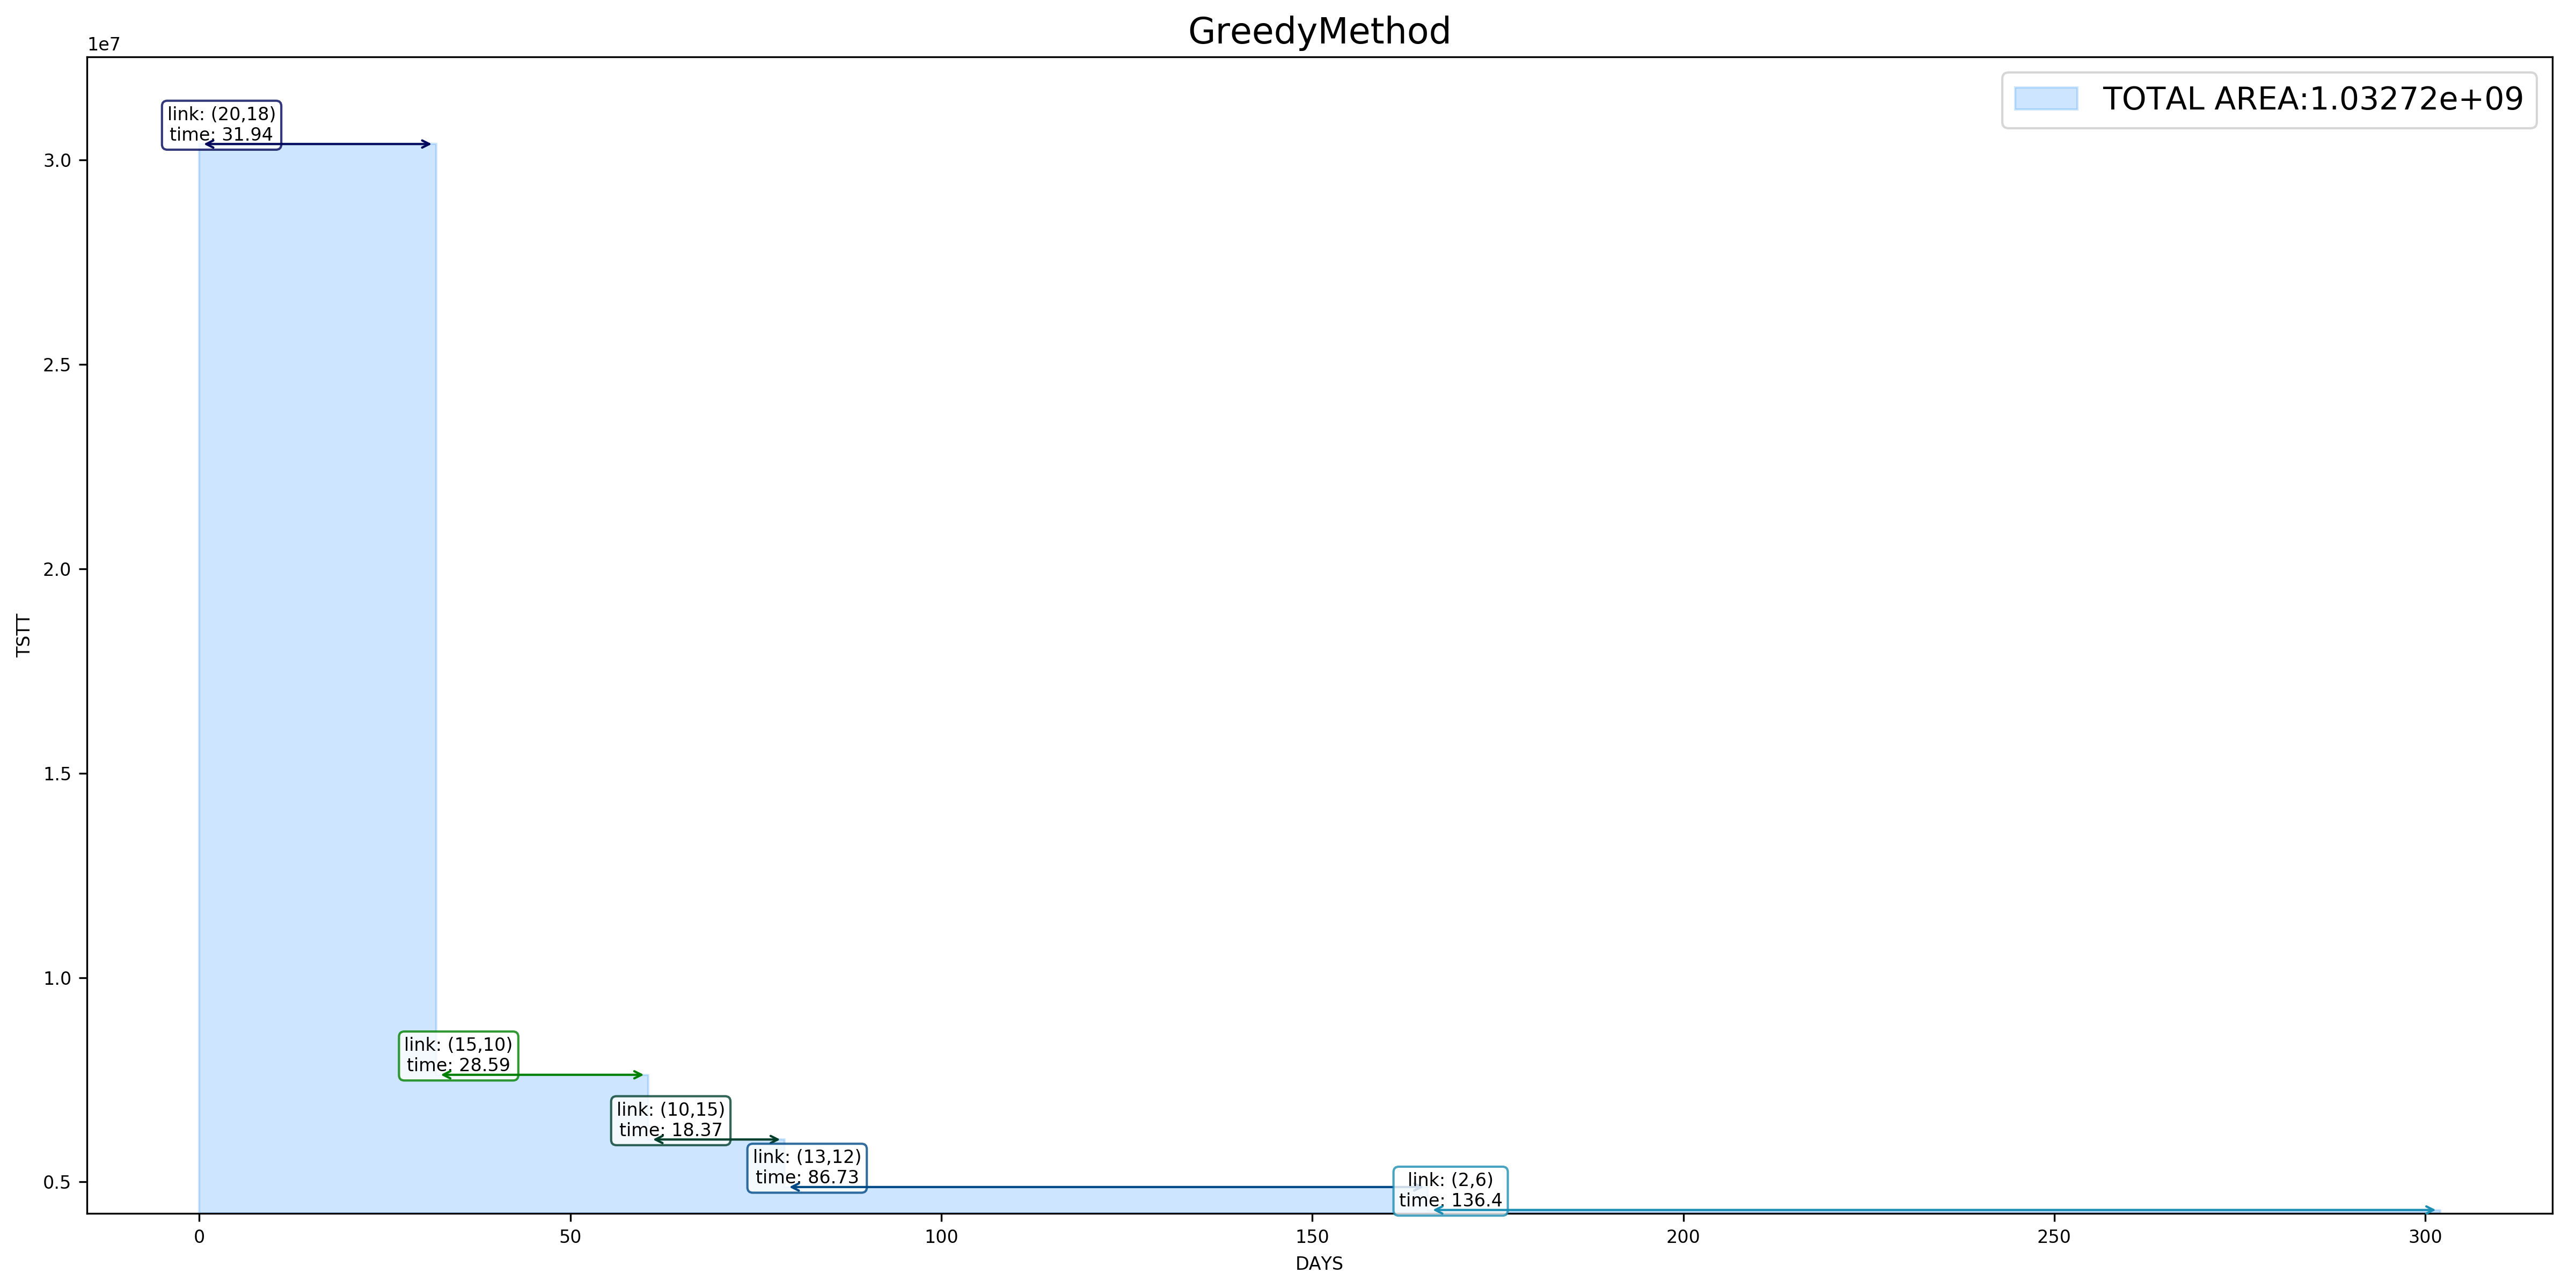 GreedyMethod
1e7
TOTAL AREA:1.03272e+09
link: (20,18)
time: 31.94
3.0
2.5
2.0
TSTT
1.5
1.0
link: (15,10)
time: 28.59
link: (10,15)
time: 18.37
link: (13,12)
time: 86.73
link: (2,6)
time: 136.4
0.5
0 50 100 150 200 250 300
DAYS